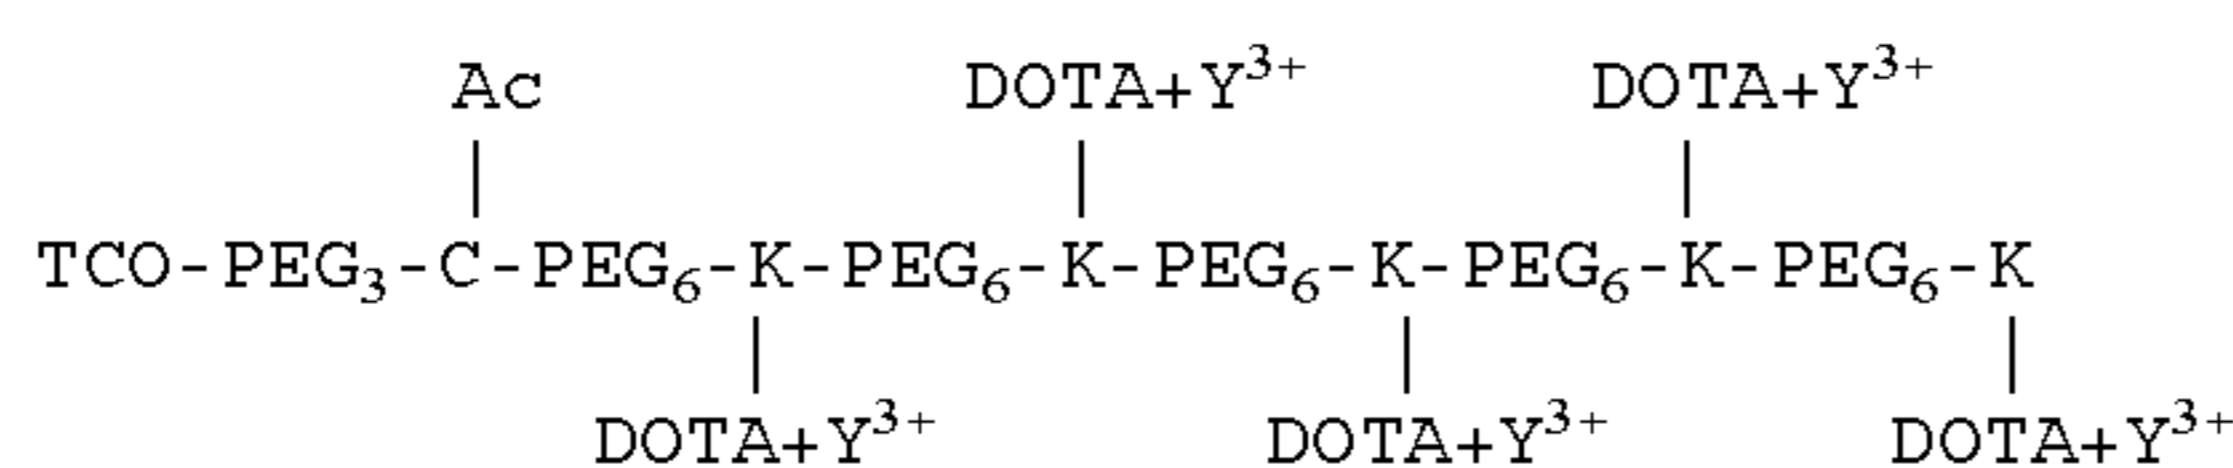 Ac DOTA+Y³⁺ DOTA+Y³⁺
TCO-PEG₃-C-PEG₆-K-PEG₆-K-PEG₆-K-PEG₆-K-PEG₆-K
DOTA+Y³⁺ DOTA+Y³⁺ DOTA+Y³⁺